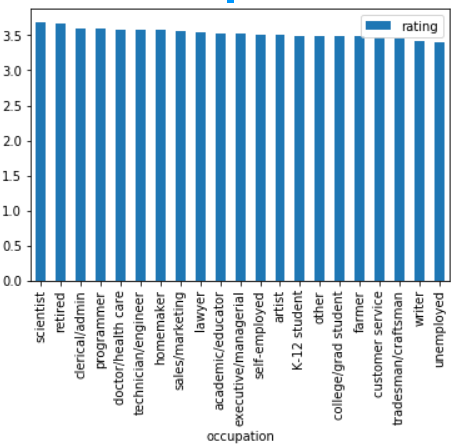 rating
3.5
3.0
2.5
2.0
1.5
1.0
0.5
0.0
scientist
retired
clerical/admin
programmer
doctor/health care
technician/engineer
homemaker
sales/marketing
lawyer
academic/educator
executive/managerial
self-employed
artist
K-12 student
other
college/grad student
farmer
customer service
tradesman/craftsman
writer
unemployed
occupation